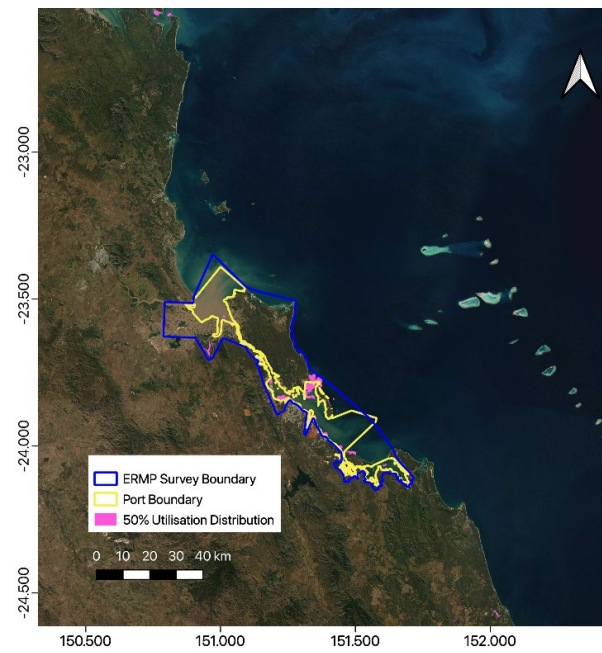 -23.000
-23.500
-24.000
-24.500
ERMP Survey Boundary
Port Boundary
50% Utilisation Distribution
0 10 20 30 40 km
150.500 151.000 151.500 152.000